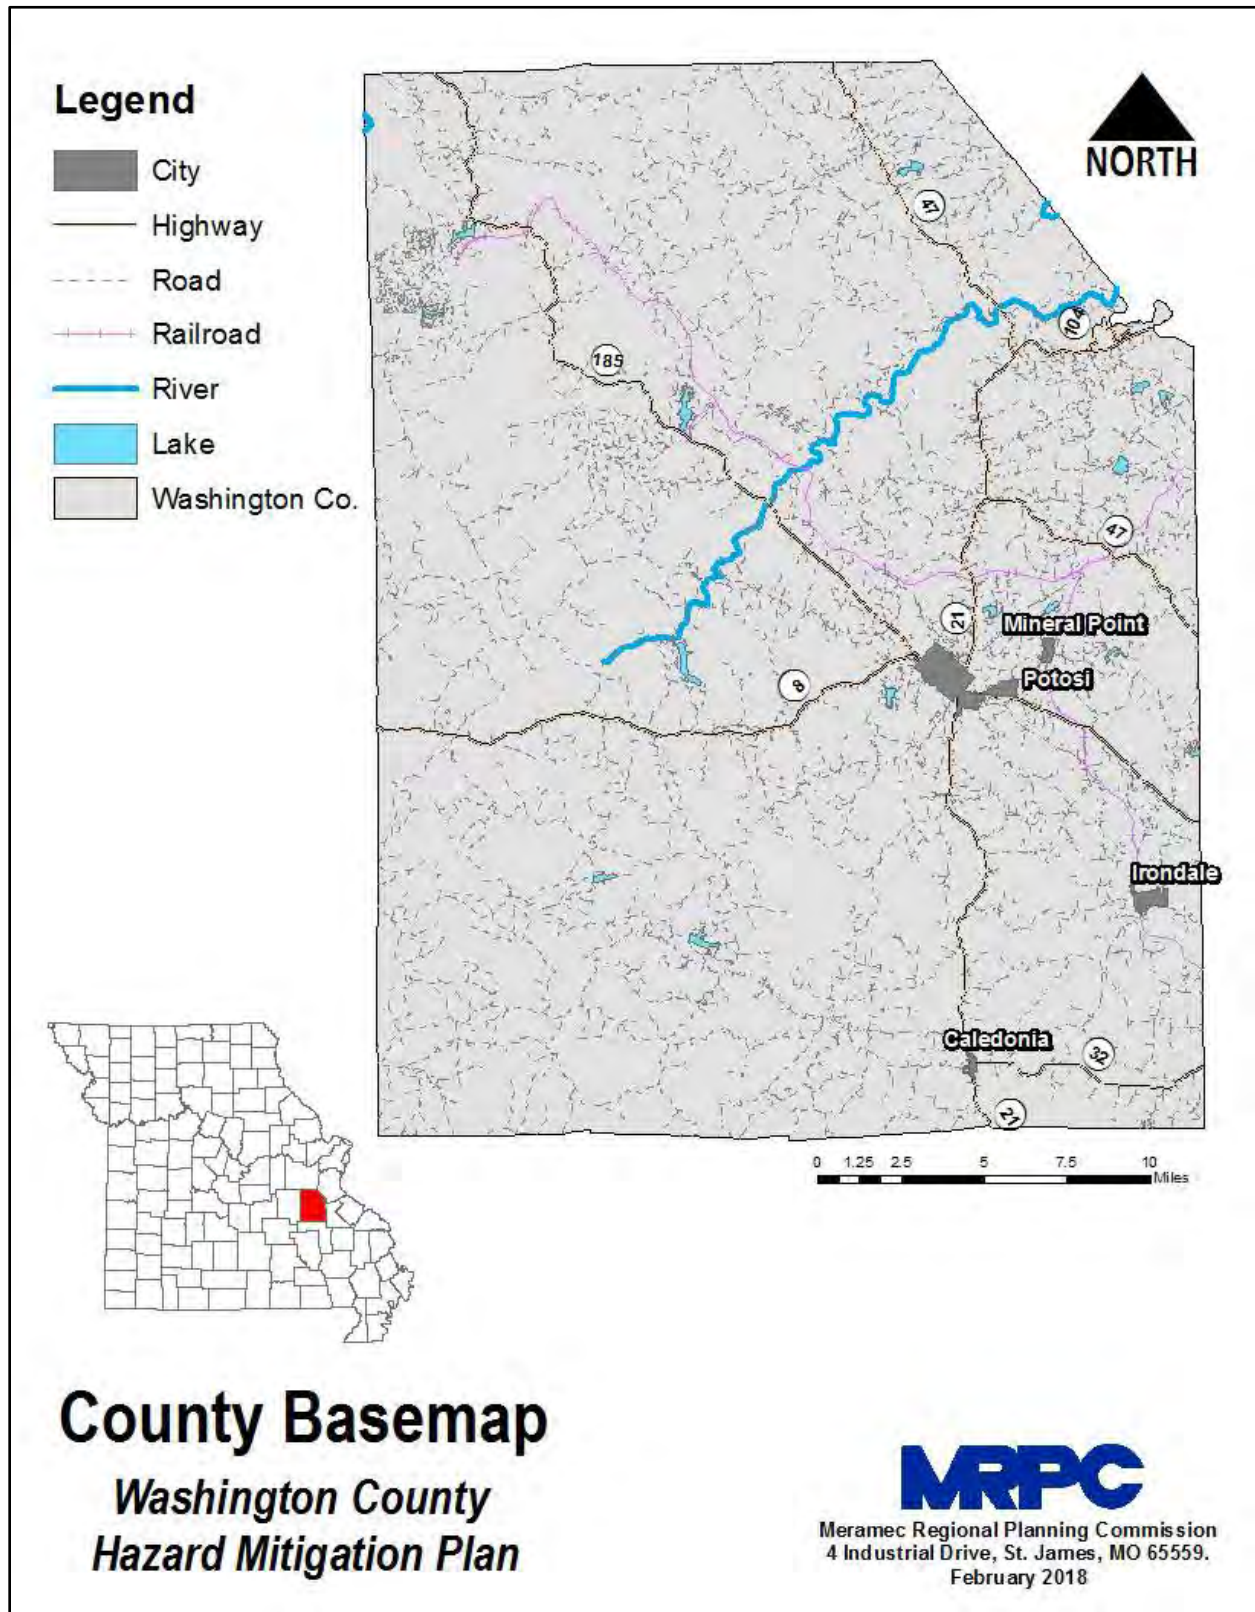 Legend
City
Highway
Road
Railroad
River
Lake
Washington Co.
NORTH
47
104
185
47
21
Mineral Point
8
Potosi
Irondale
Caledonia
32
21
0 1.25 2.5 5 7.5 10
Miles
County Basemap
Washington County
Hazard Mitigation Plan
MRPC
Meramec Regional Planning Commission
4 Industrial Drive, St. James, MO 65559.
February 2018